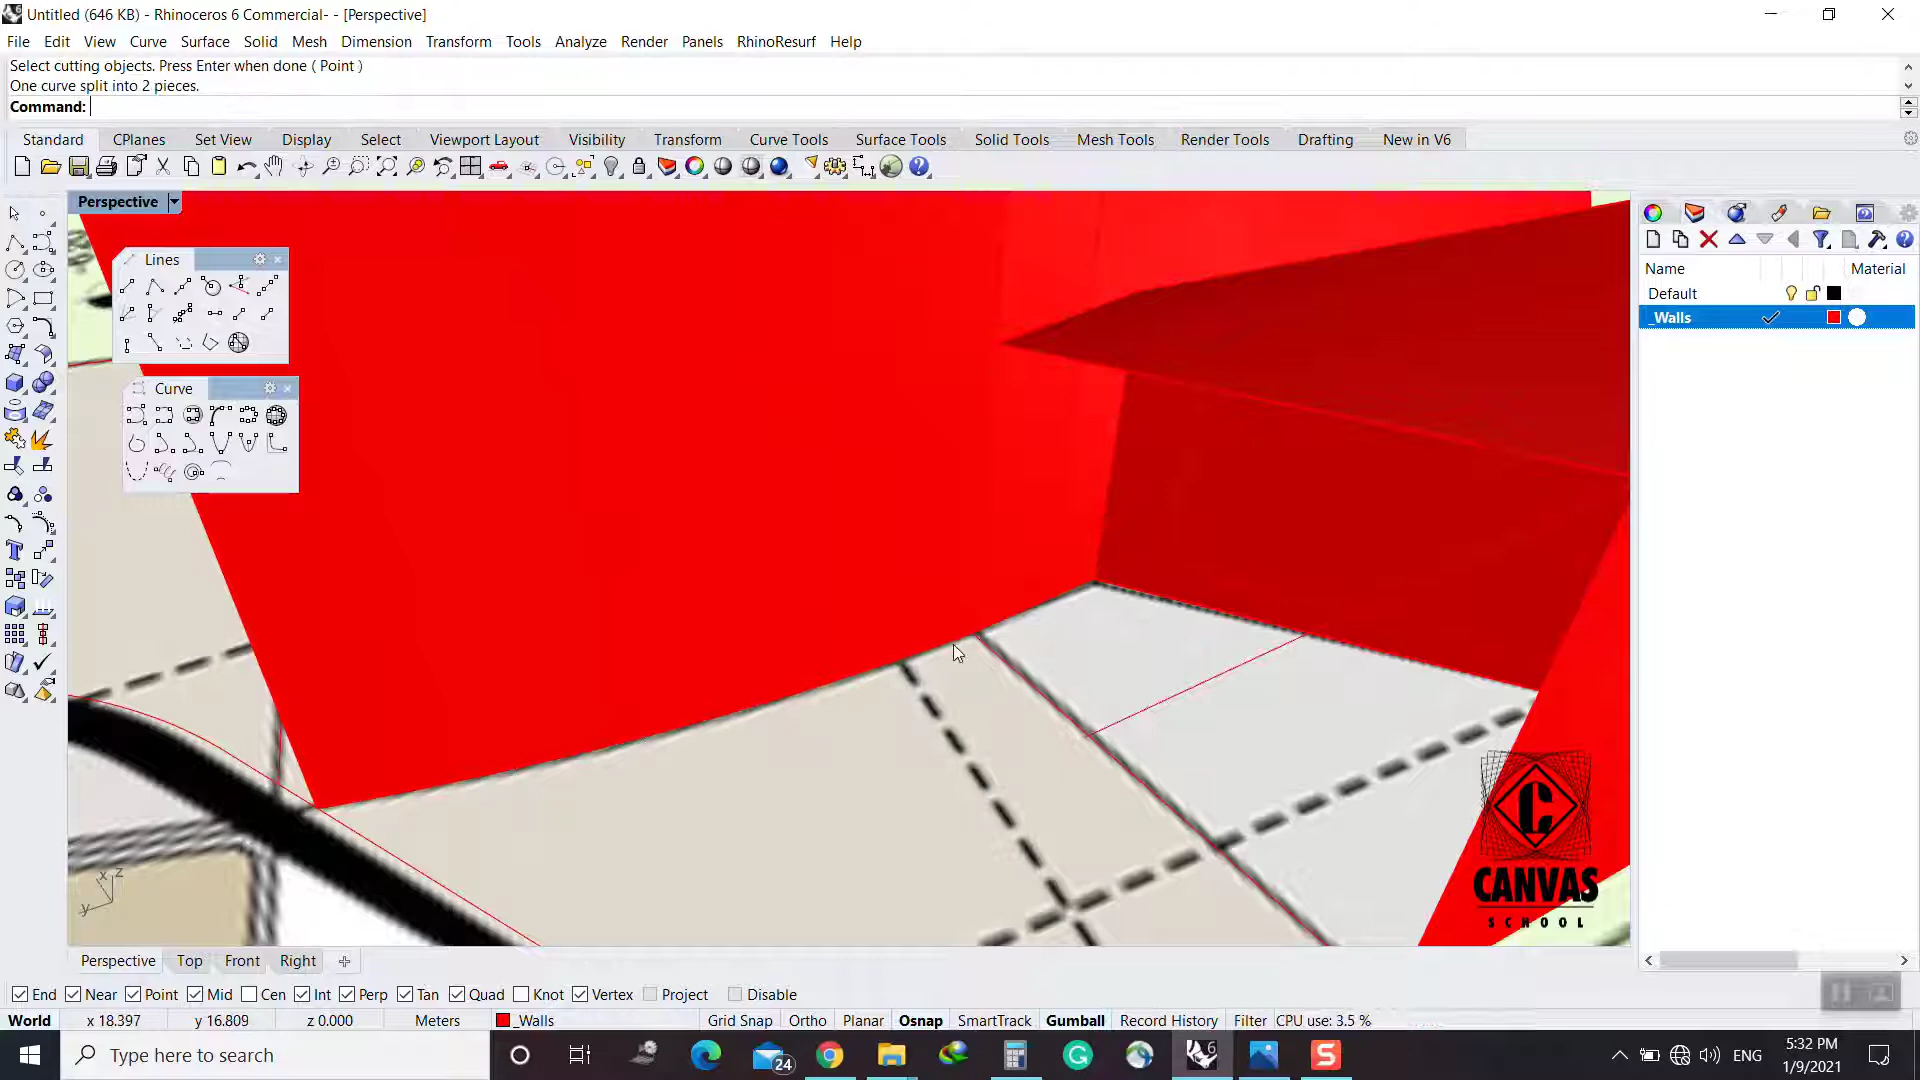 Untitled (646 KB) - Rhinoceros 6 Commercial- - [Perspective]
File Edit View Curve Surface Solid Mesh Dimension Transform Tools Analyze Render Panels RhinoResurf Help
Select cutting objects. Press Enter when done ( Point )
One curve split into 2 pieces.
Command:
Standard CPlanes Set View Display Select Viewport Layout Visibility Transform Curve Tools Surface Tools Solid Tools Mesh Tools Render Tools Drafting New in V6
Perspective
Lines
Curve
Name Material
Default
_Walls
x z
y
C
CANVAS
SCHOOL
Perspective Top Front Right
End Near Point Mid Cen Int Perp Tan Quad Knot Vertex Project Disable
World x 18.397 y 16.809 z 0.000 Meters _Walls Grid Snap Ortho Planar Osnap SmartTrack Gumball Record History Filter CPU use: 3.5 %
Type here to search
24
6
G
S
ENG
5:32 PM
1/9/2021